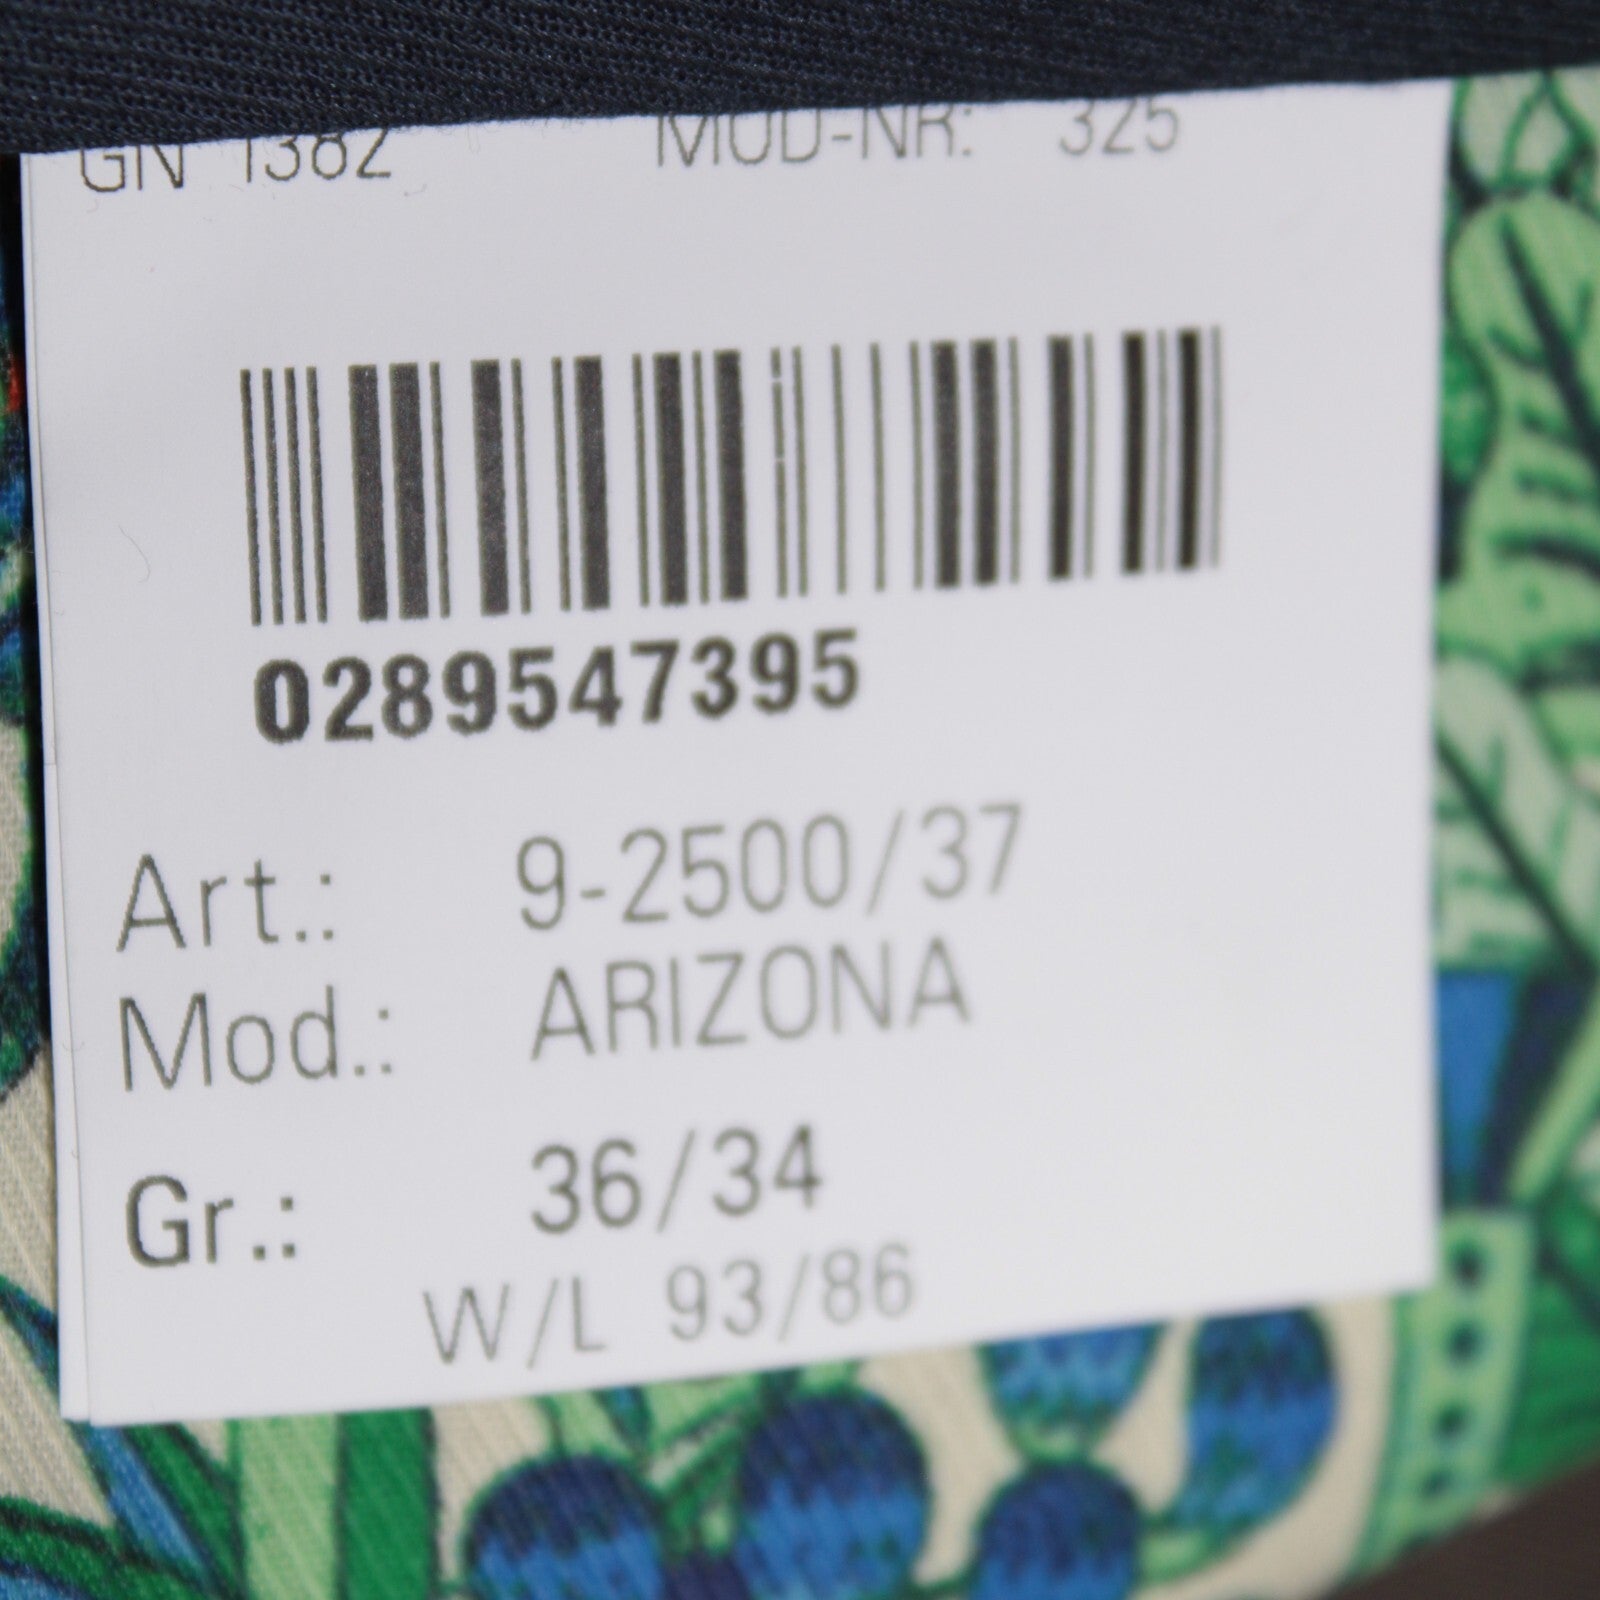 GN 1382 MOD-NR: 325
0289547395
Art.: 9-2500/37
Mod.: ARIZONA
Gr.: 36/34
W/L 93/86